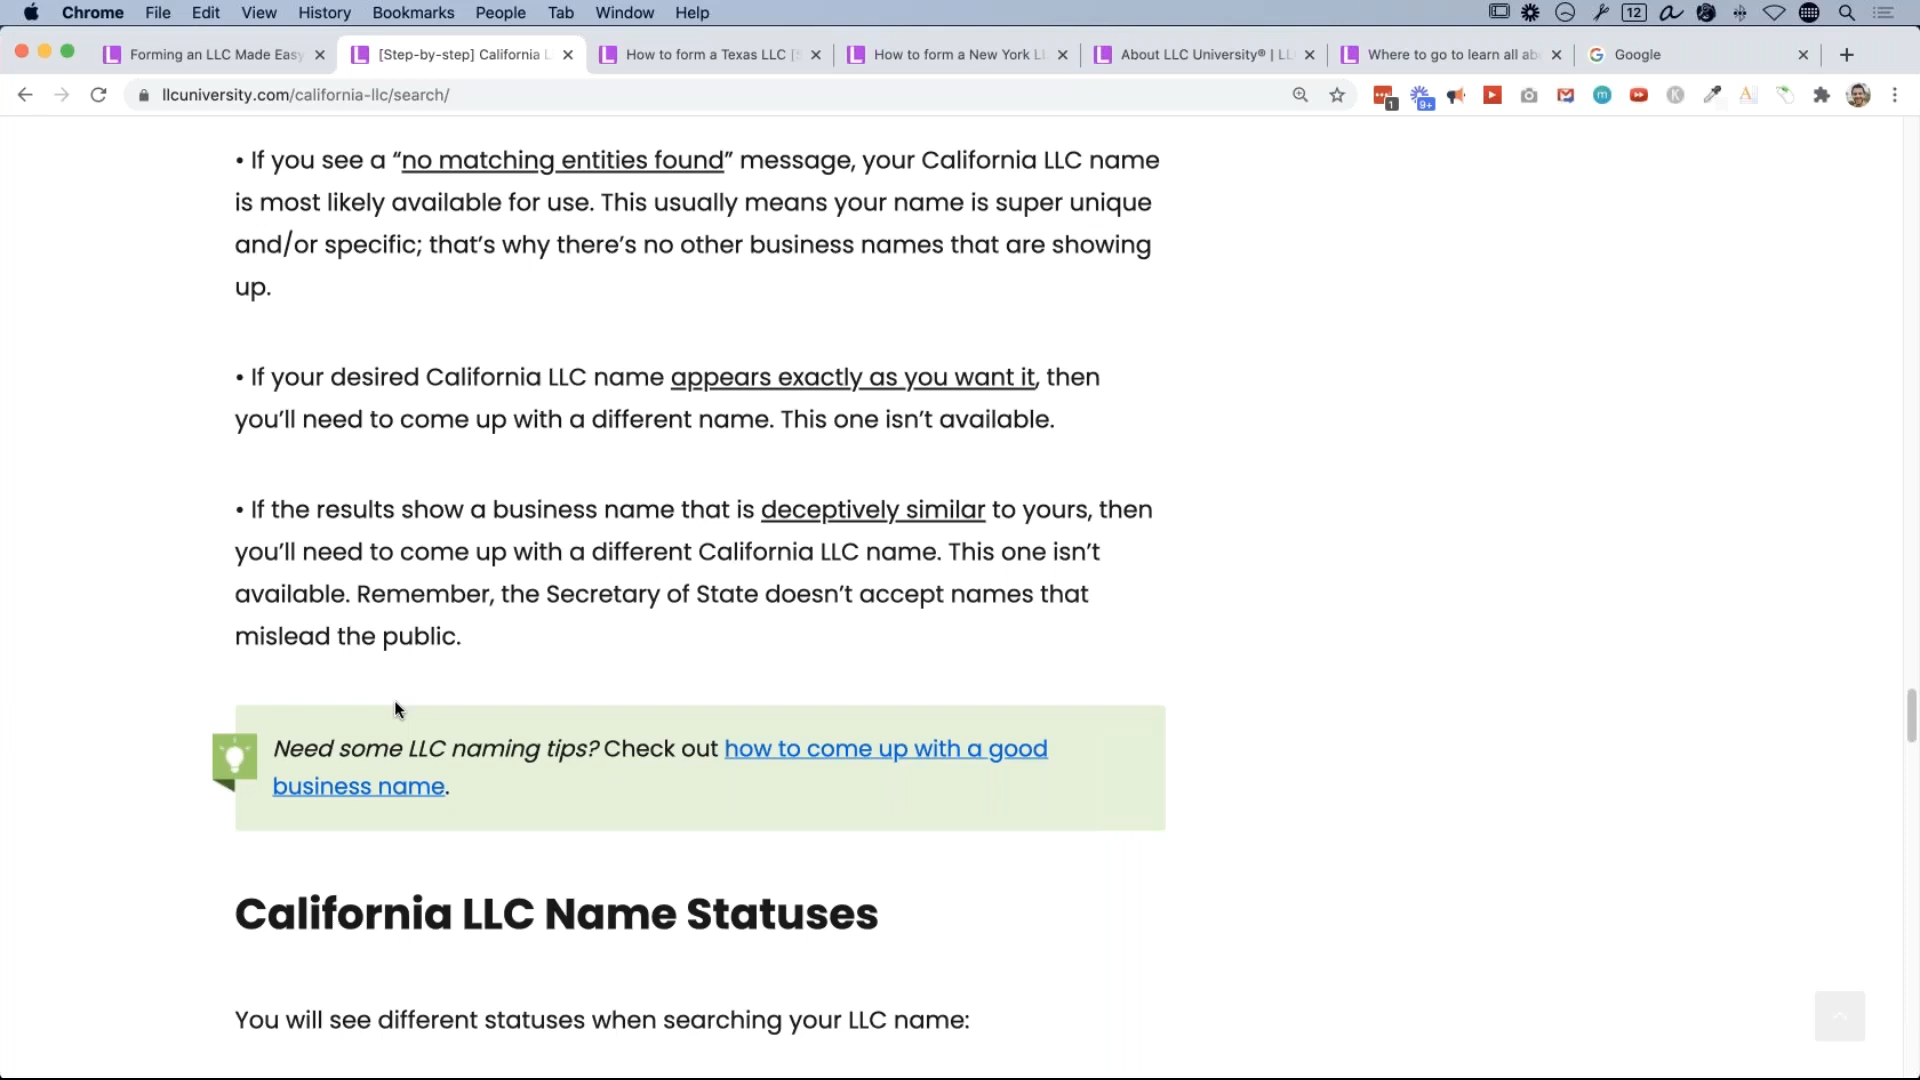 Chrome File Edit View History Bookmarks People Tab Window Help
12
Forming an LLC Made Easy
[Step-by-step] California L
How to form a Texas LLC [S
How to form a New York LL
About LLC University® | LL
Where to go to learn all ab
Google
llcuniversity.com/california-llc/search/
1
9+
m
K
A
• If you see a “no matching entities found” message, your California LLC name
is most likely available for use. This usually means your name is super unique
and/or specific; that’s why there’s no other business names that are showing
up.
• If your desired California LLC name appears exactly as you want it, then
you’ll need to come up with a different name. This one isn’t available.
• If the results show a business name that is deceptively similar to yours, then
you’ll need to come up with a different California LLC name. This one isn’t
available. Remember, the Secretary of State doesn’t accept names that
mislead the public.
Need some LLC naming tips? Check out how to come up with a good
business name.
California LLC Name Statuses
You will see different statuses when searching your LLC name: